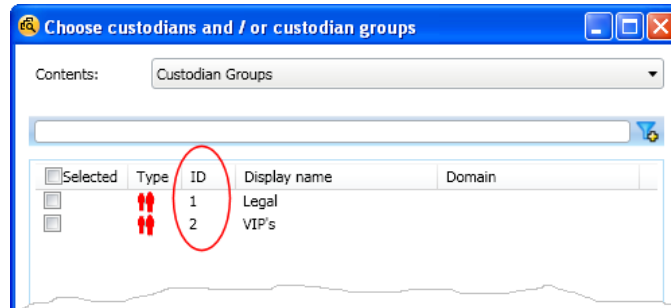 Choose custodians and / or custodian groups
Contents: Custodian Groups
Selected Type ID Display name Domain
1 Legal
2 VIP's